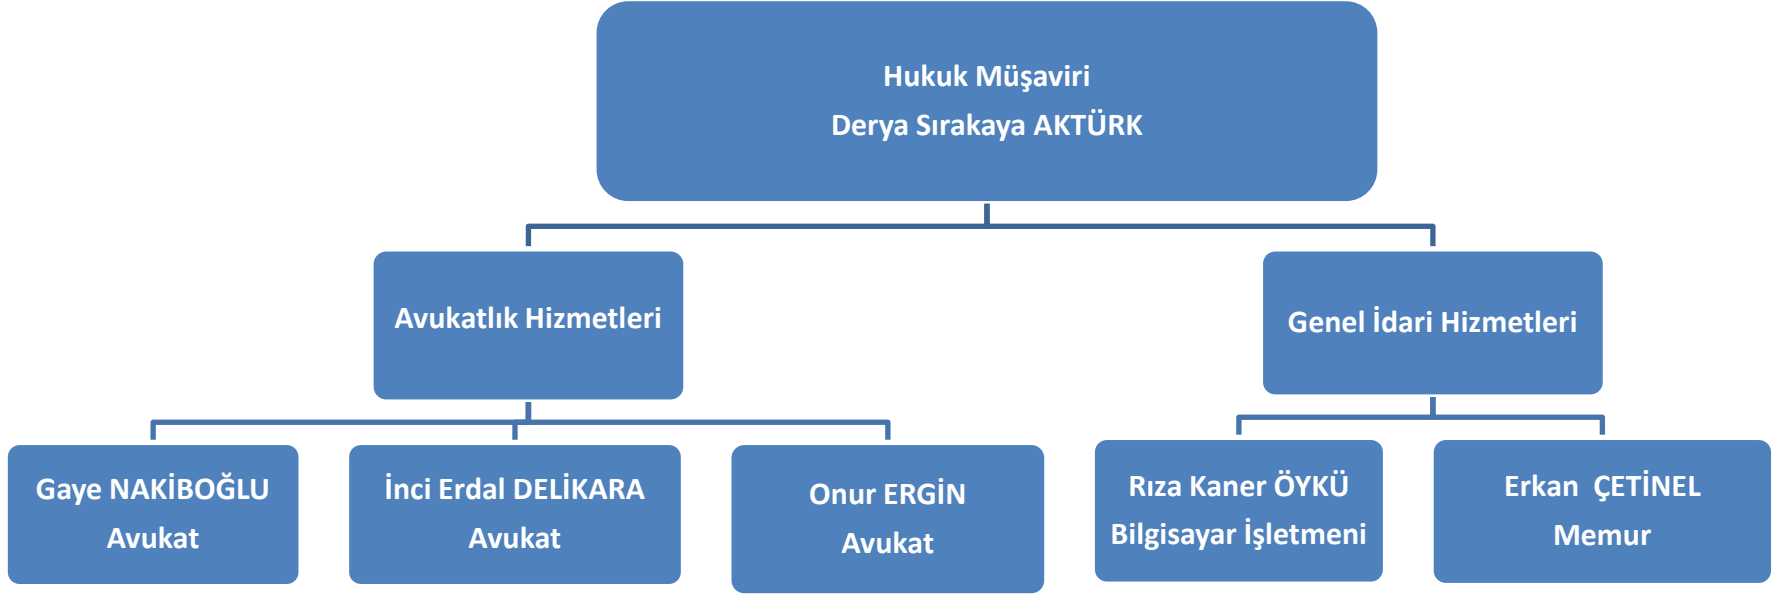 Hukuk Müşaviri
Derya Sırakaya AKTÜRK
Avukatlık Hizmetleri
Genel İdari Hizmetleri
Gaye NAKİBOĞLU
Avukat
İnci Erdal DELİKARA
Avukat
Onur ERGİN
Avukat
Rıza Kaner ÖYKÜ
Bilgisayar İşletmeni
Erkan  ÇETİNEL
Memur